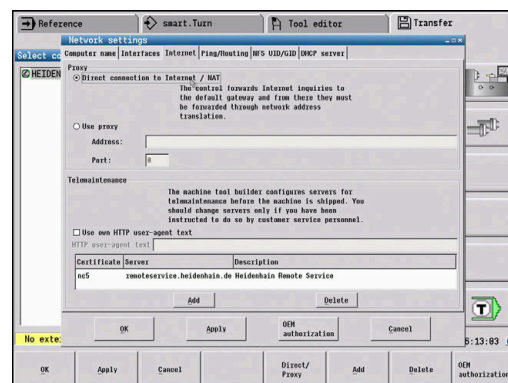 Reference
smart.Turn
Tool editor
Transfer
Network settings
Select co
Computer name Interfaces Internet Ping/Routing NFS UID/GID DHCP server
HEIDEN
Proxy
Direct connection to Internet / NAT
The control forwards Internet inquiries to
the default gateway and from there they must
be forwarded through network address
translation.
Use proxy
Address:
Port: 0
Telemaintenance
The machine tool builder configures servers for
telemaintenance before the machine is shipped. You
should change servers only if you have been
instructed to do so by customer service personnel.
Use own HTTP user-agent text
HTTP user-agent text
Certificate Server Description
nc5 remoteservice.heidenhain.de Heidenhain Remote Service
Add Delete
OK Apply OEM authorization Cancel
T
No exte
5:13:03
OK Apply Cancel Direct/ Proxy Add Delete OEM authorization